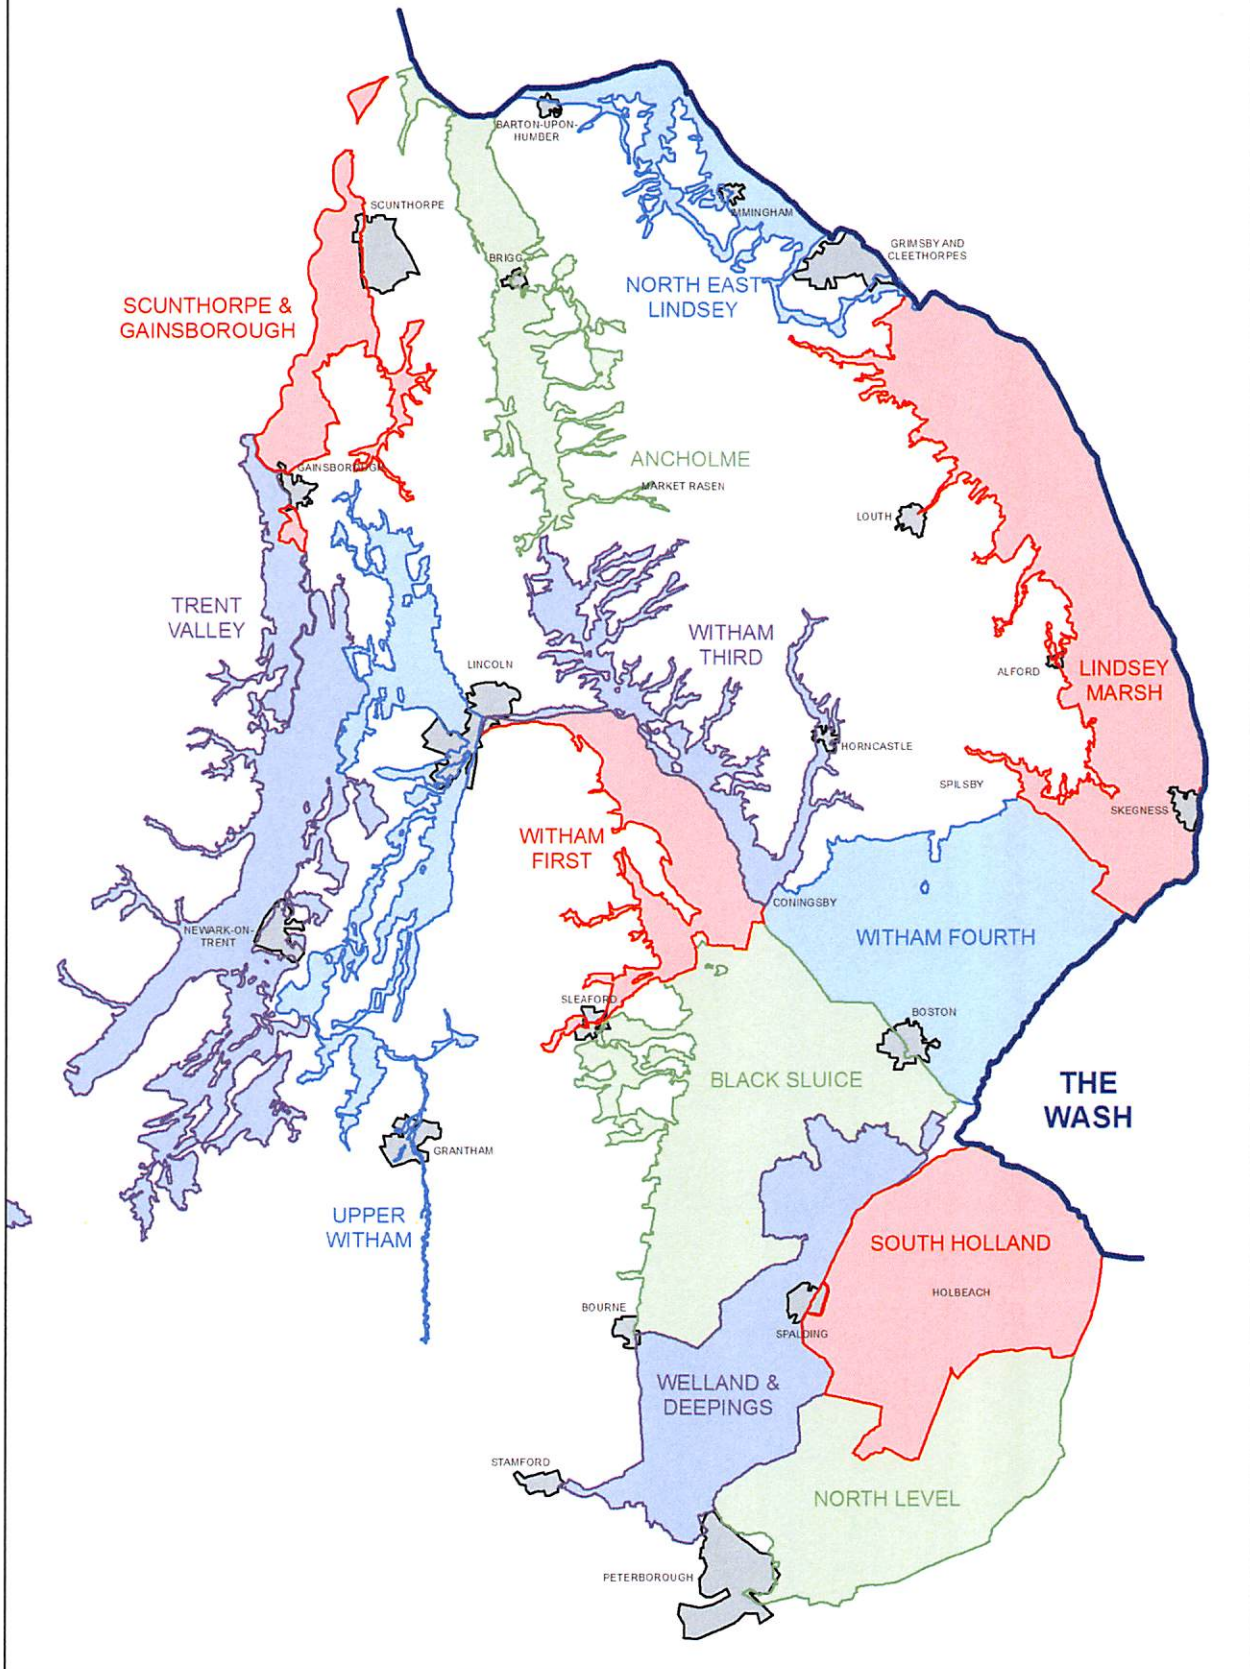 BARTON-UPON-
HUMBER
IMMINGHAM
SCUNTHORPE
GRIMSBY AND
CLEETHORPES
BRIGG
NORTH EAST
LINDSEY
SCUNTHORPE &
GAINSBOROUGH
ANCHOLME
MARKET RASEN
GAINSBOROUGH
LOUTH
TRENT
VALLEY
WITHAM
THIRD
LINCOLN
ALFORD
LINDSEY
MARSH
HORNCASTLE
SPILSBY
SKEGNESS
WITHAM
FIRST
CONINGSBY
NEWARK-ON-
TRENT
WITHAM FOURTH
SLEAFORD
BOSTON
BLACK SLUICE
THE
WASH
GRANTHAM
UPPER
WITHAM
SOUTH HOLLAND
HOLBEACH
BOURNE
SPALDING
WELLAND &
DEEPINGS
STAMFORD
NORTH LEVEL
PETERBOROUGH